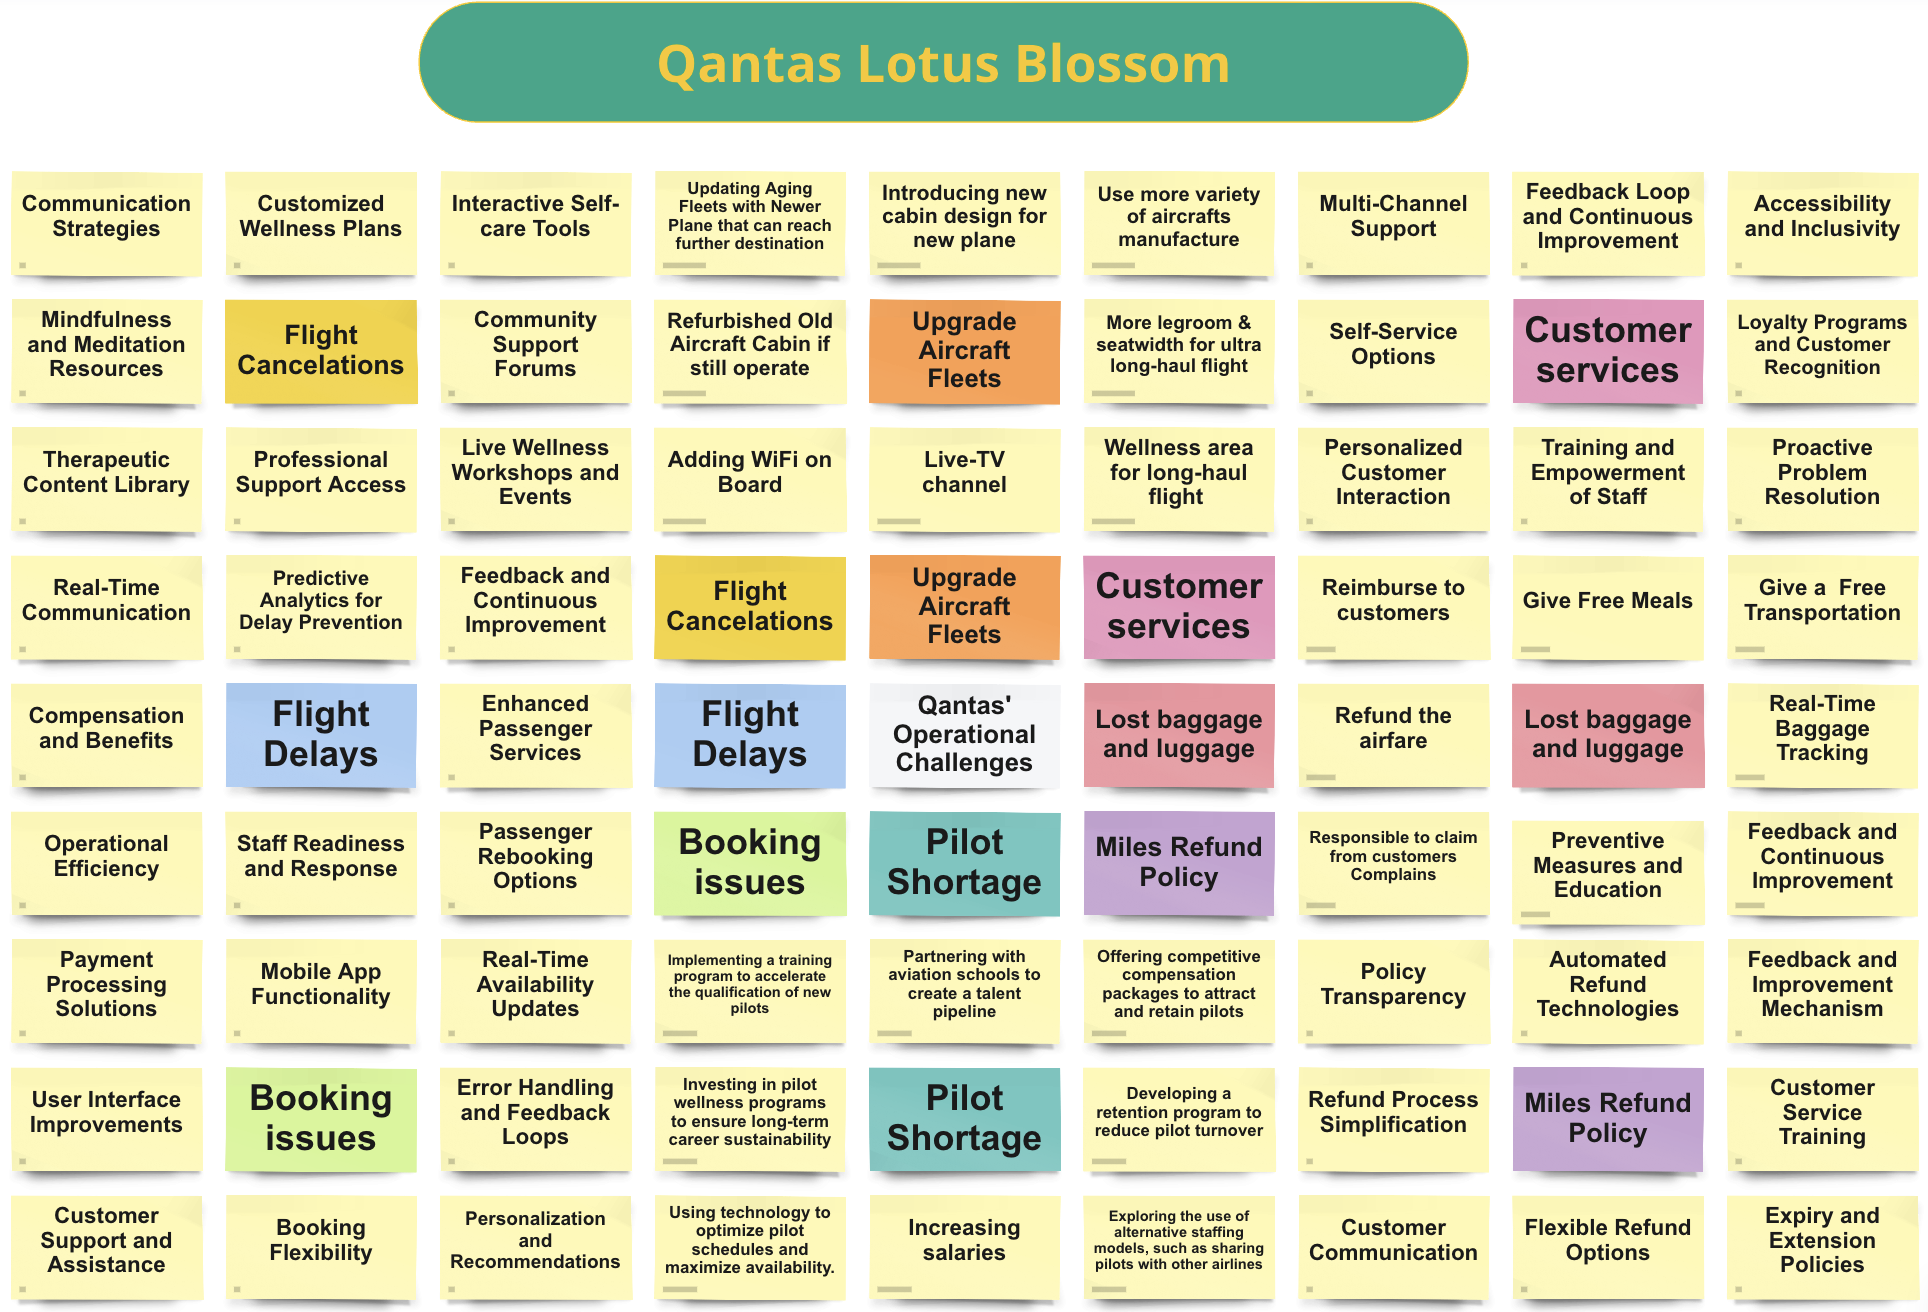 Qantas Lotus Blossom
Communication
Strategies
Customized
Wellness Plans
Interactive Self-
care Tools
Updating Aging
Fleets with Newer
Plane that can reach
further destination
Introducing new
cabin design for
new plane
Use more variety
of aircrafts
manufacture
Multi-Channel
Support
Feedback Loop
and Continuous
Improvement
Accessibility
and Inclusivity
Mindfulness
and Meditation
Resources
Flight
Cancelations
Community
Support
Forums
Refurbished Old
Aircraft Cabin if
still operate
Upgrade
Aircraft
Fleets
More legroom &
seatwidth for ultra
long-haul flight
Self-Service
Options
Customer
services
Loyalty Programs
and Customer
Recognition
Therapeutic
Content Library
Professional
Support Access
Live Wellness
Workshops and
Events
Adding WiFi on
Board
Live-TV
channel
Wellness area
for long-haul
flight
Personalized
Customer
Interaction
Training and
Empowerment
of Staff
Proactive
Problem
Resolution
Real-Time
Communication
Predictive
Analytics for
Delay Prevention
Feedback and
Continuous
Improvement
Flight
Cancelations
Upgrade
Aircraft
Fleets
Customer
services
Reimburse to
customers
Give Free Meals
Give a  Free
Transportation
Compensation
and Benefits
Flight
Delays
Enhanced
Passenger
Services
Flight
Delays
Qantas'
Operational
Challenges
Lost baggage
and luggage
Refund the
airfare
Lost baggage
and luggage
Real-Time
Baggage
Tracking
Operational
Efficiency
Staff Readiness
and Response
Passenger
Rebooking
Options
Booking
issues
Pilot
Shortage
Miles Refund
Policy
Responsible to claim
from customers
Complains
Preventive
Measures and
Education
Feedback and
Continuous
Improvement
Payment
Processing
Solutions
Mobile App
Functionality
Real-Time
Availability
Updates
Implementing a training
program to accelerate
the qualification of new
pilots
Partnering with
aviation schools to
create a talent
pipeline
Offering competitive
compensation
packages to attract
and retain pilots
Policy
Transparency
Automated
Refund
Technologies
Feedback and
Improvement
Mechanism
User Interface
Improvements
Booking
issues
Error Handling
and Feedback
Loops
Investing in pilot
wellness programs
to ensure long-term
career sustainability
Pilot
Shortage
Developing a
retention program to
reduce pilot turnover
Refund Process
Simplification
Miles Refund
Policy
Customer
Service
Training
Customer
Support and
Assistance
Booking
Flexibility
Personalization
and
Recommendations
Using technology to
optimize pilot
schedules and
maximize availability.
Increasing
salaries
Exploring the use of
alternative staffing
models, such as sharing
pilots with other airlines
Customer
Communication
Flexible Refund
Options
Expiry and
Extension
Policies